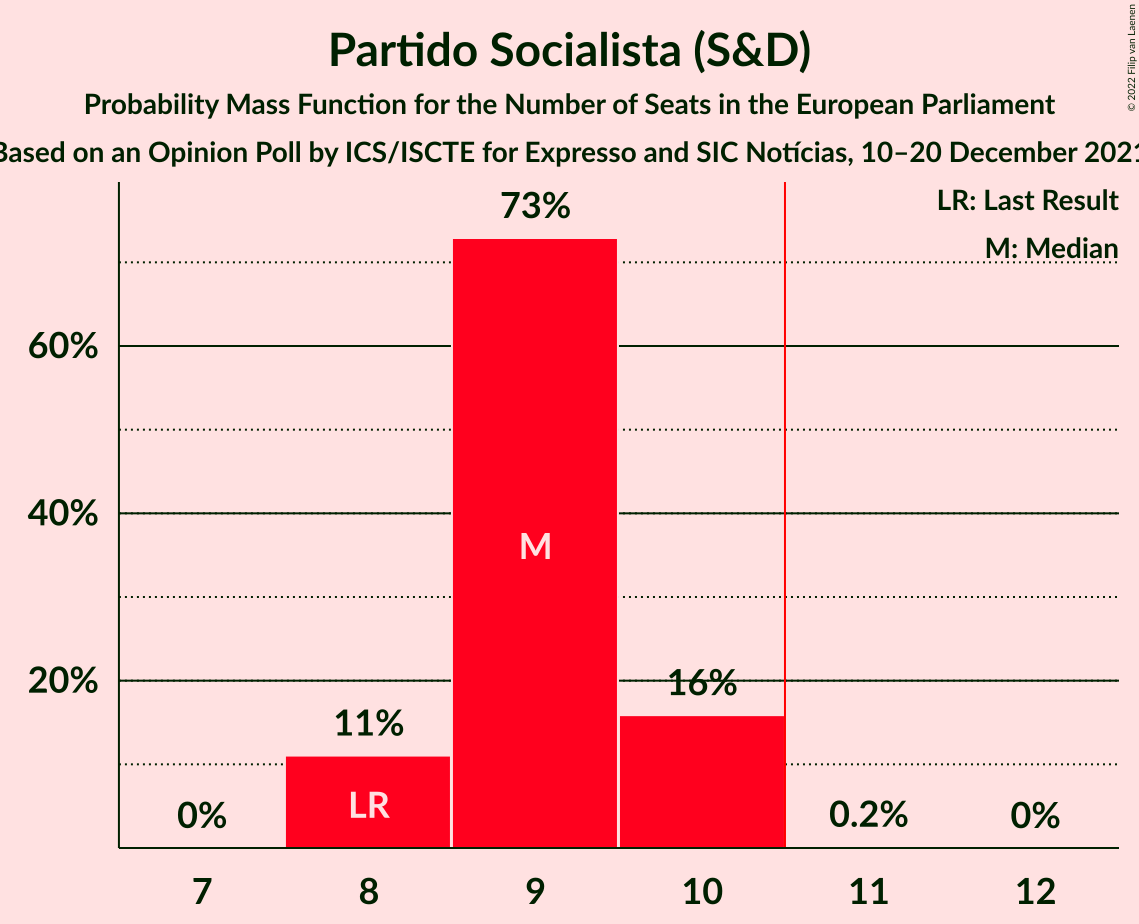 Partido Socialista (S&D)
Probability Mass Function for the Number of Seats in the European Parliament
Based on an Opinion Poll by ICS/ISCTE for Expresso and SIC Notícias, 10–20 December 2021
© 2022 Filip van Laenen
LR: Last Result
M: Median
73%
60%
M
40%
20%
16%
11%
LR
0%
0.2%
0%
7
8
9
10
11
12